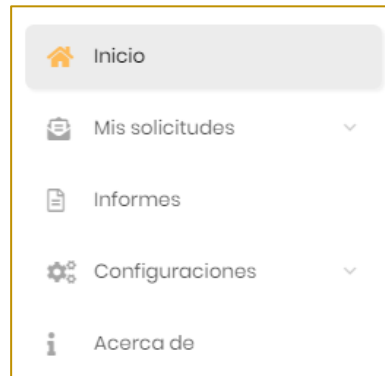 Inicio
Mis solicitudes
Informes
Configuraciones
Acerca de